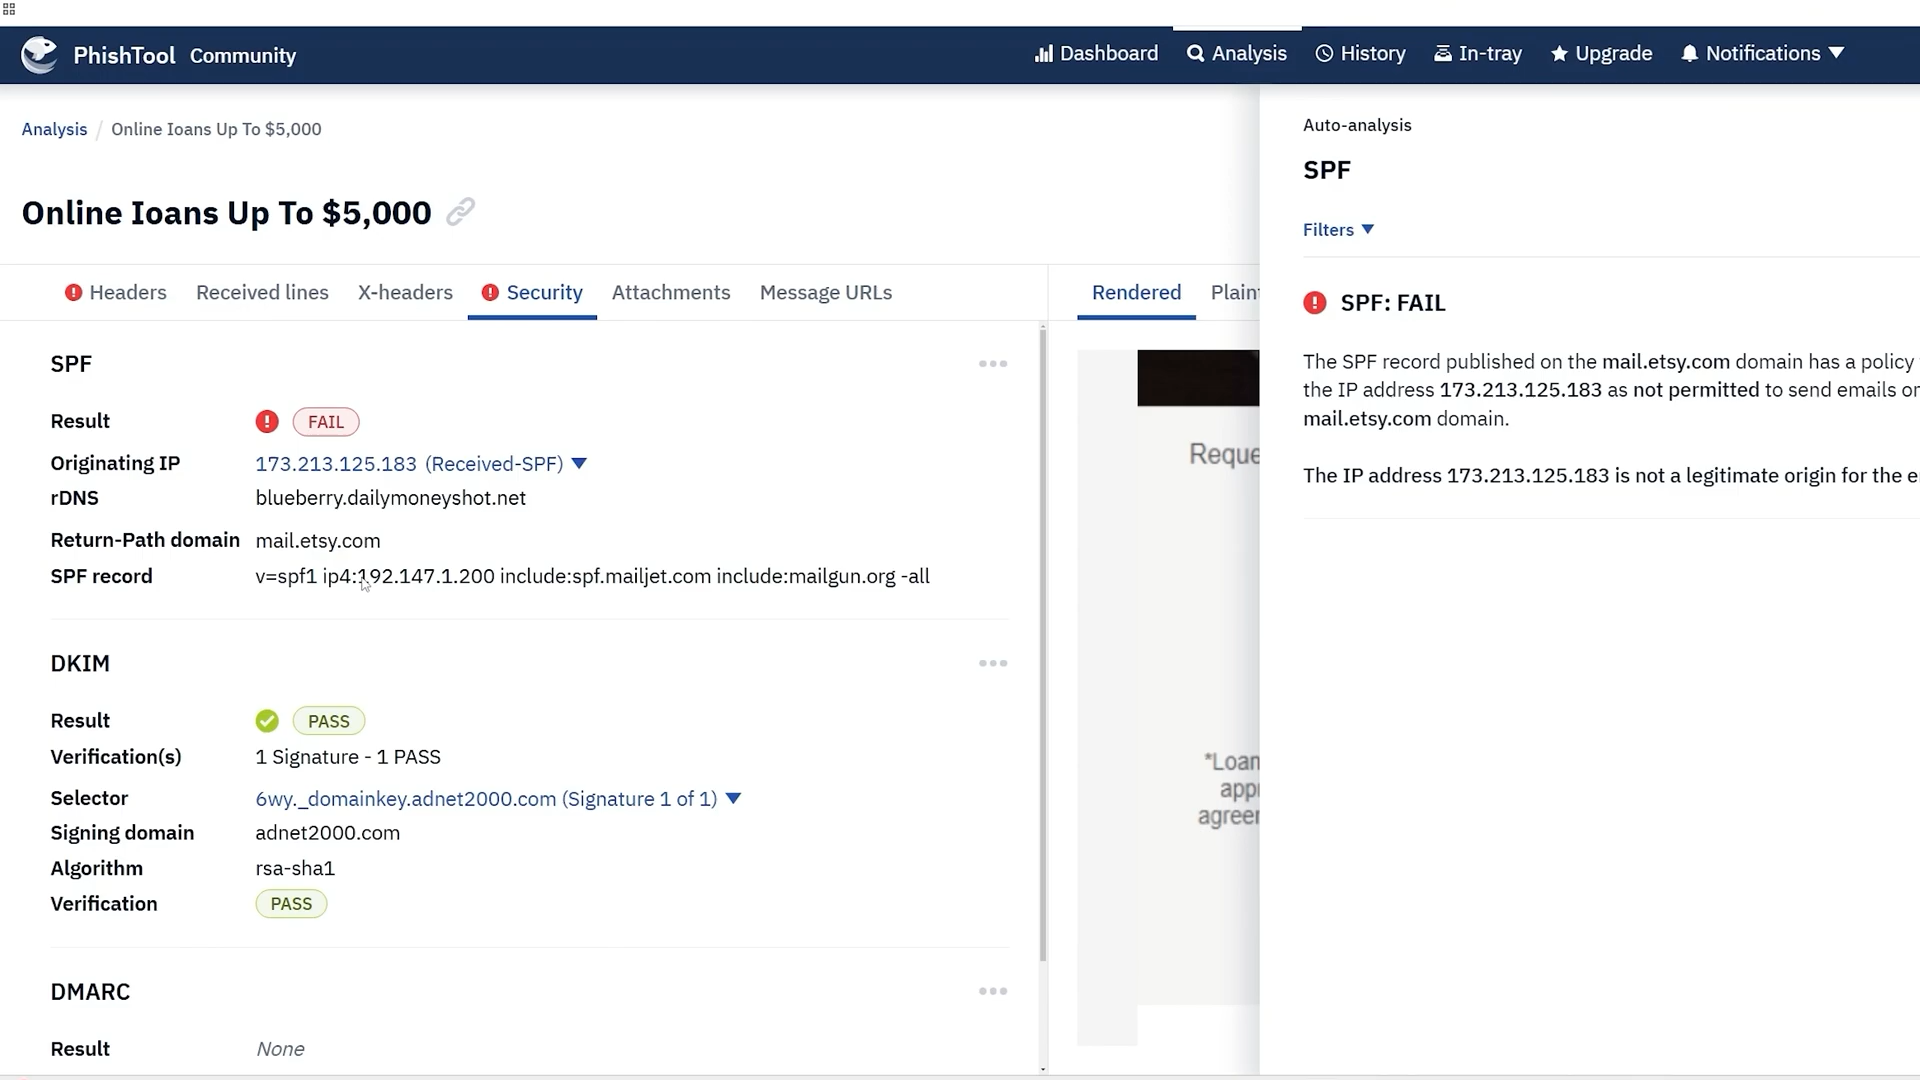 PhishTool Community
Dashboard
Analysis
History
In-tray
Upgrade
Notifications
Analysis / Online Ioans Up To $5,000
Online Ioans Up To $5,000
Headers
Received lines
X-headers
Security
Attachments
Message URLs
SPF
Result FAIL
Originating IP 173.213.125.183 (Received-SPF)
rDNS blueberry.dailymoneyshot.net
Return-Path domain mail.etsy.com
SPF record v=spf1 ip4:192.147.1.200 include:spf.mailjet.com include:mailgun.org -all
DKIM
Result PASS
Verification(s) 1 Signature - 1 PASS
Selector 6wy._domainkey.adnet2000.com (Signature 1 of 1)
Signing domain adnet2000.com
Algorithm rsa-sha1
Verification PASS
DMARC
Result None
Rendered
Plaint
Reque
*Loan
app
agreer
Auto-analysis
SPF
Filters
SPF: FAIL
The SPF record published on the mail.etsy.com domain has a policy
the IP address 173.213.125.183 as not permitted to send emails or
mail.etsy.com domain.
The IP address 173.213.125.183 is not a legitimate origin for the e